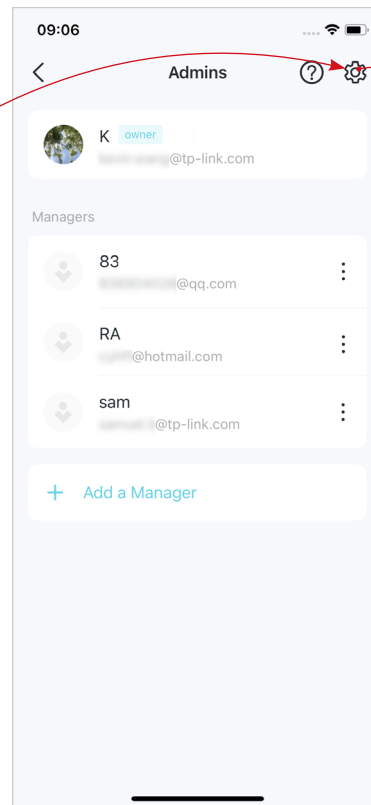 09:06
Admins
K owner
@tp-link.com
Managers
83
@qq.com
RA
@hotmail.com
sam
@tp-link.com
+ Add a Manager